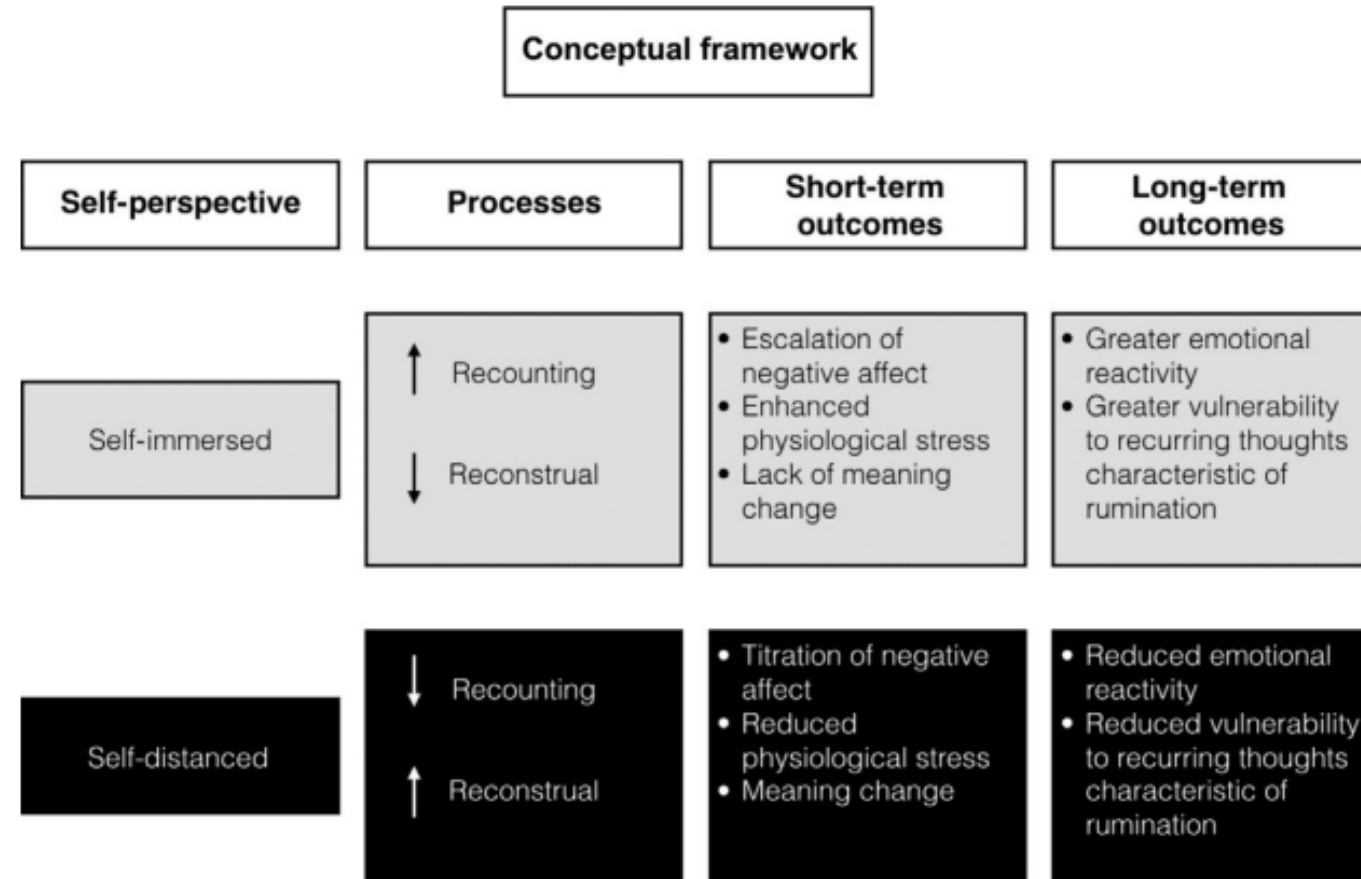 Conceptual framework
Self-perspective
Processes
Short-term
outcomes
Long-term
outcomes
Self-immersed
↑ Recounting
↓ Reconstrual
• Escalation of
negative affect
• Enhanced
physiological stress
• Lack of meaning
change
• Greater emotional
reactivity
• Greater vulnerability
to recurring thoughts
characteristic of
rumination
Self-distanced
↓ Recounting
↑ Reconstrual
• Titration of negative
affect
• Reduced
physiological stress
• Meaning change
• Reduced emotional
reactivity
• Reduced vulnerability
to recurring thoughts
characteristic of
rumination